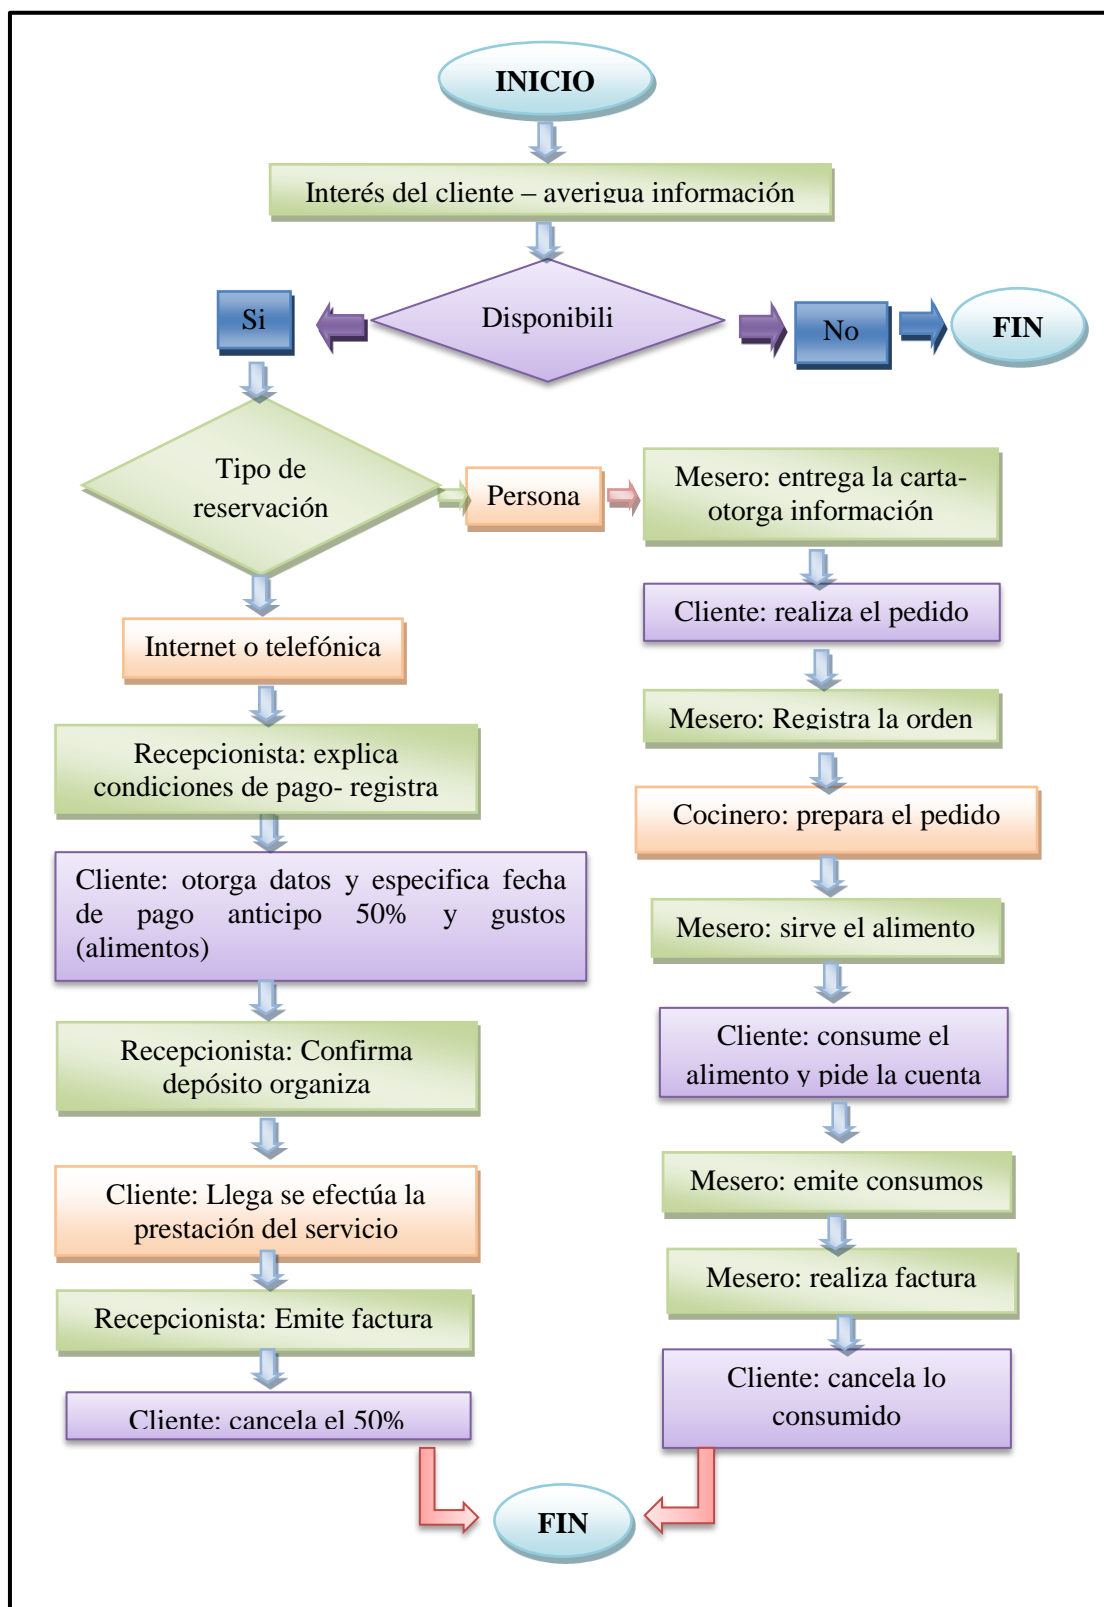 INICIO
Interés del cliente – averigua información
Disponibili
Si
No
FIN
Tipo de
reservación
Persona
Mesero: entrega la carta-
otorga información
Cliente: realiza el pedido
Mesero: Registra la orden
Cocinero: prepara el pedido
Mesero: sirve el alimento
Cliente: consume el
alimento y pide la cuenta
Mesero: emite consumos
Mesero: realiza factura
Cliente: cancela lo
consumido
Internet o telefónica
Recepcionista: explica
condiciones de pago- registra
Cliente: otorga datos y especifica fecha
de pago anticipo 50% y gustos
(alimentos)
Recepcionista: Confirma
depósito organiza
Cliente: Llega se efectúa la
prestación del servicio
Recepcionista: Emite factura
Cliente: cancela el 50%
FIN